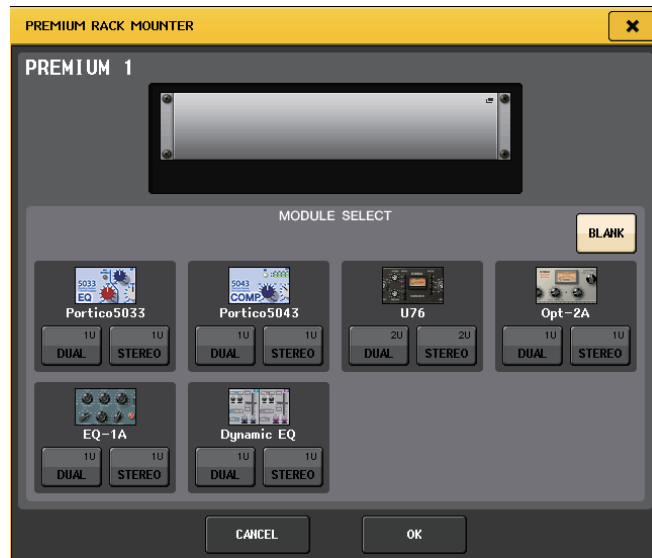 PREMIUM RACK MOUNTER
PREMIUM 1
MODULE SELECT
BLANK
5033
EQ
Portico5033
1U DUAL
1U STEREO
5043
COMP
Portico5043
1U DUAL
1U STEREO
U76
2U DUAL
2U STEREO
Opt-2A
1U DUAL
1U STEREO
EQ-1A
1U DUAL
1U STEREO
Dynamic EQ
1U DUAL
1U STEREO
CANCEL
OK